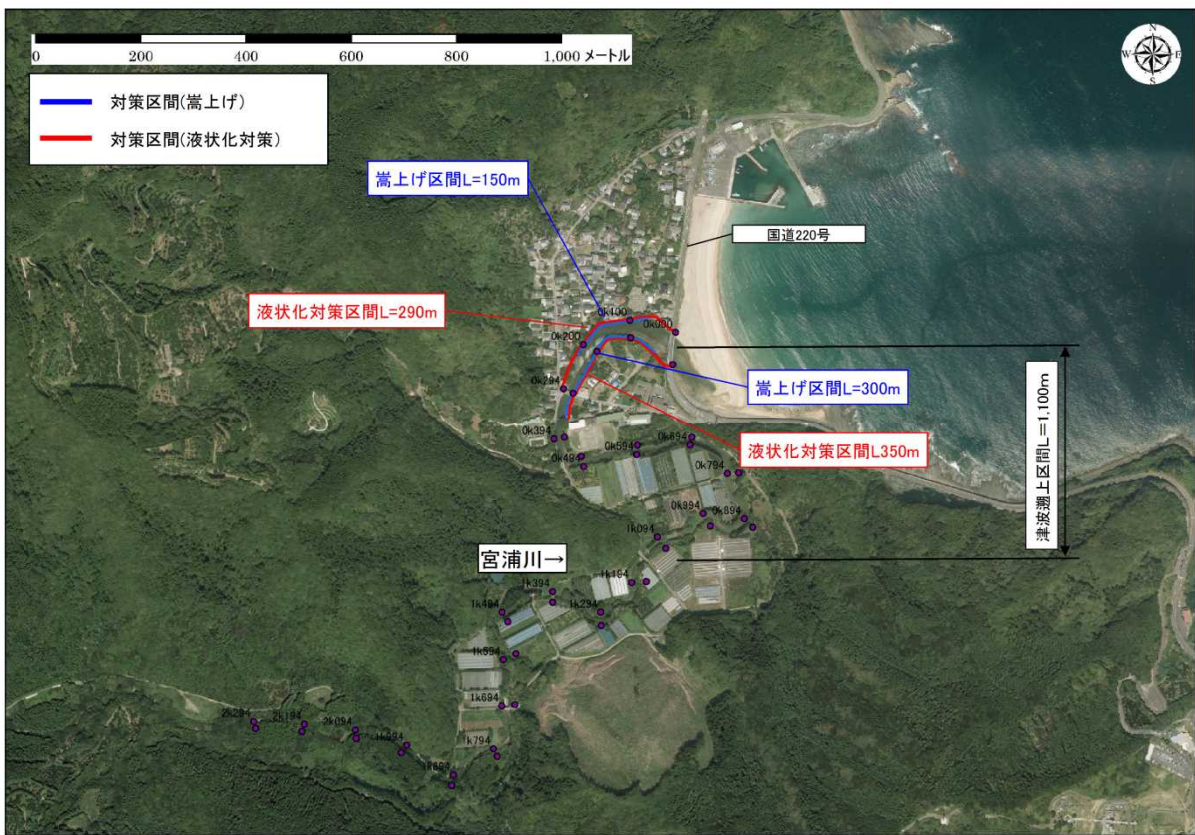 N
W
E
S
0 200 400 600 800 1,000 メートル
対策区間(嵩上げ)
対策区間(液状化対策)
嵩上げ区間L=150m
国道220号
液状化対策区間L=290m
0k100
0k000
0k200
0k294
嵩上げ区間L=300m
津波遡上区間L=1,100m
液状化対策区間L350m
0k394
0k494
0k594
0k694
0k794
0k894
0k994
1k094
宮浦川→
1k194
1k294
1k394
1k494
1k594
1k694
1k794
1k894
1k994
2k094
2k194
2k294